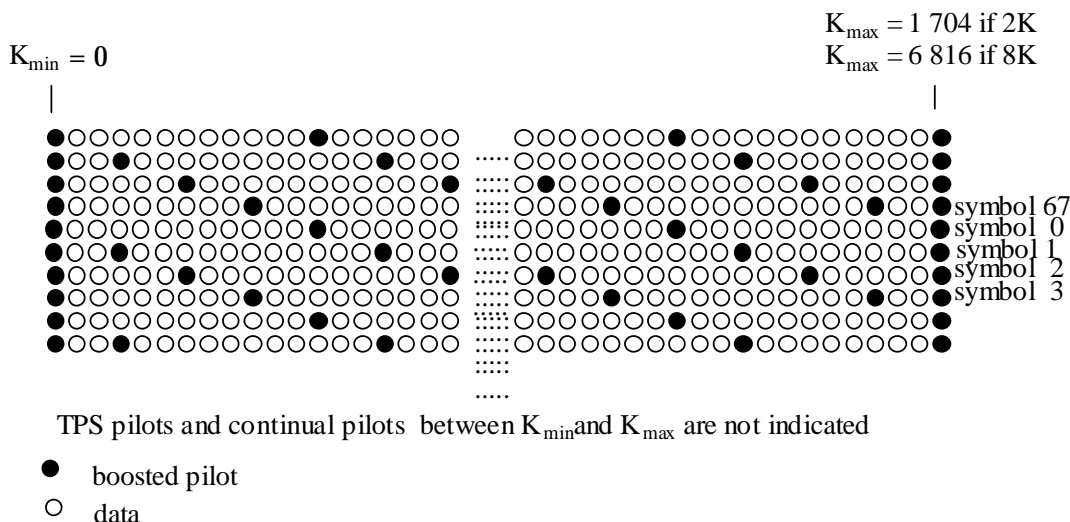 K_max = 1 704 if 2K
K_min = 0
K_max = 6 816 if 8K
symbol 67
symbol 0
symbol 1
symbol 2
symbol 3
TPS pilots and continual pilots between K_min and K_max are not indicated
boosted pilot
data